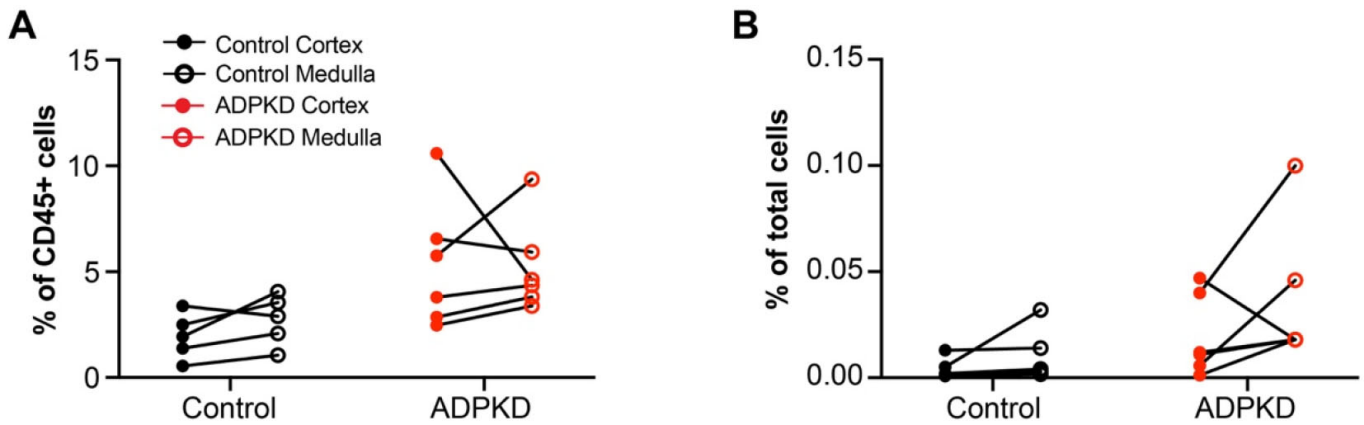 A
% of CD45+ cells
15
10
5
0
Control Cortex
Control Medulla
ADPKD Cortex
ADPKD Medulla
Control
ADPKD
B
% of total cells
0.15
0.10
0.05
0.00
Control
ADPKD